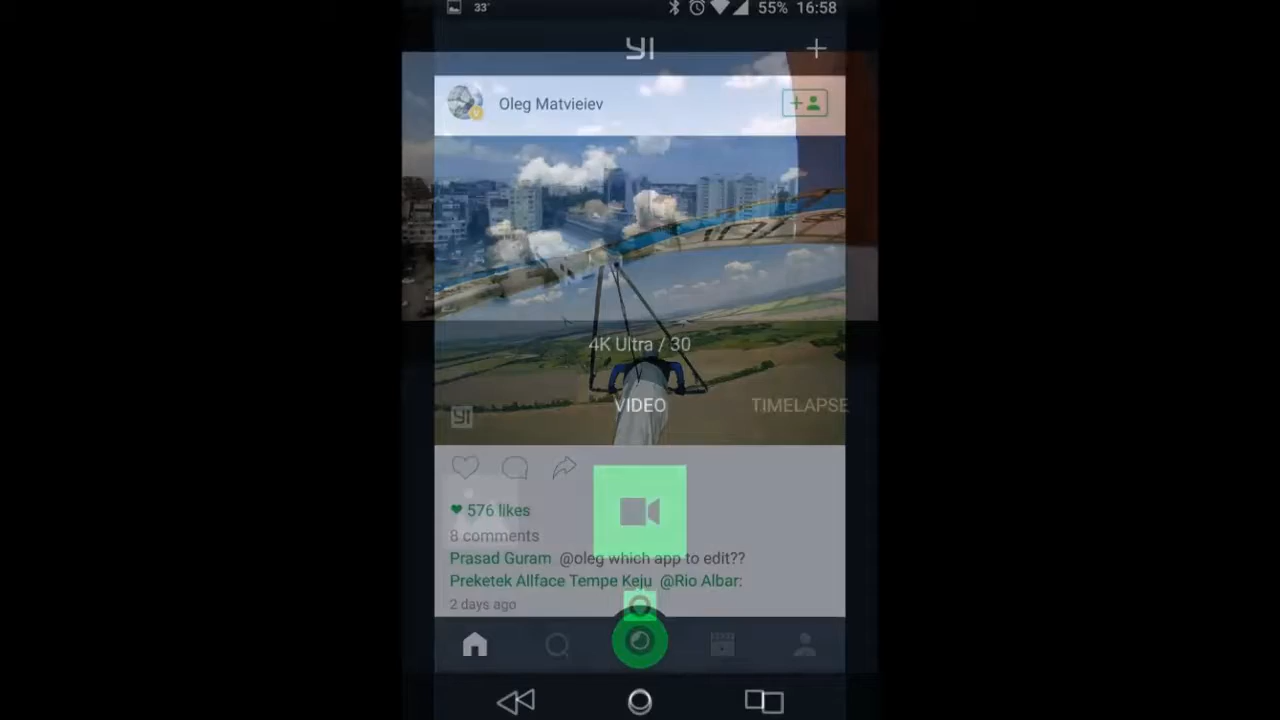 33°
55% 16:58
YI
Oleg Matvieiev
4K Ultra / 30
VIDEO TIMELAPSE
YI
576 likes
8 comments
Prasad Guram @oleg which app to edit??
Preketek Allface Tempe Keju @Rio Albar:
2 days ago